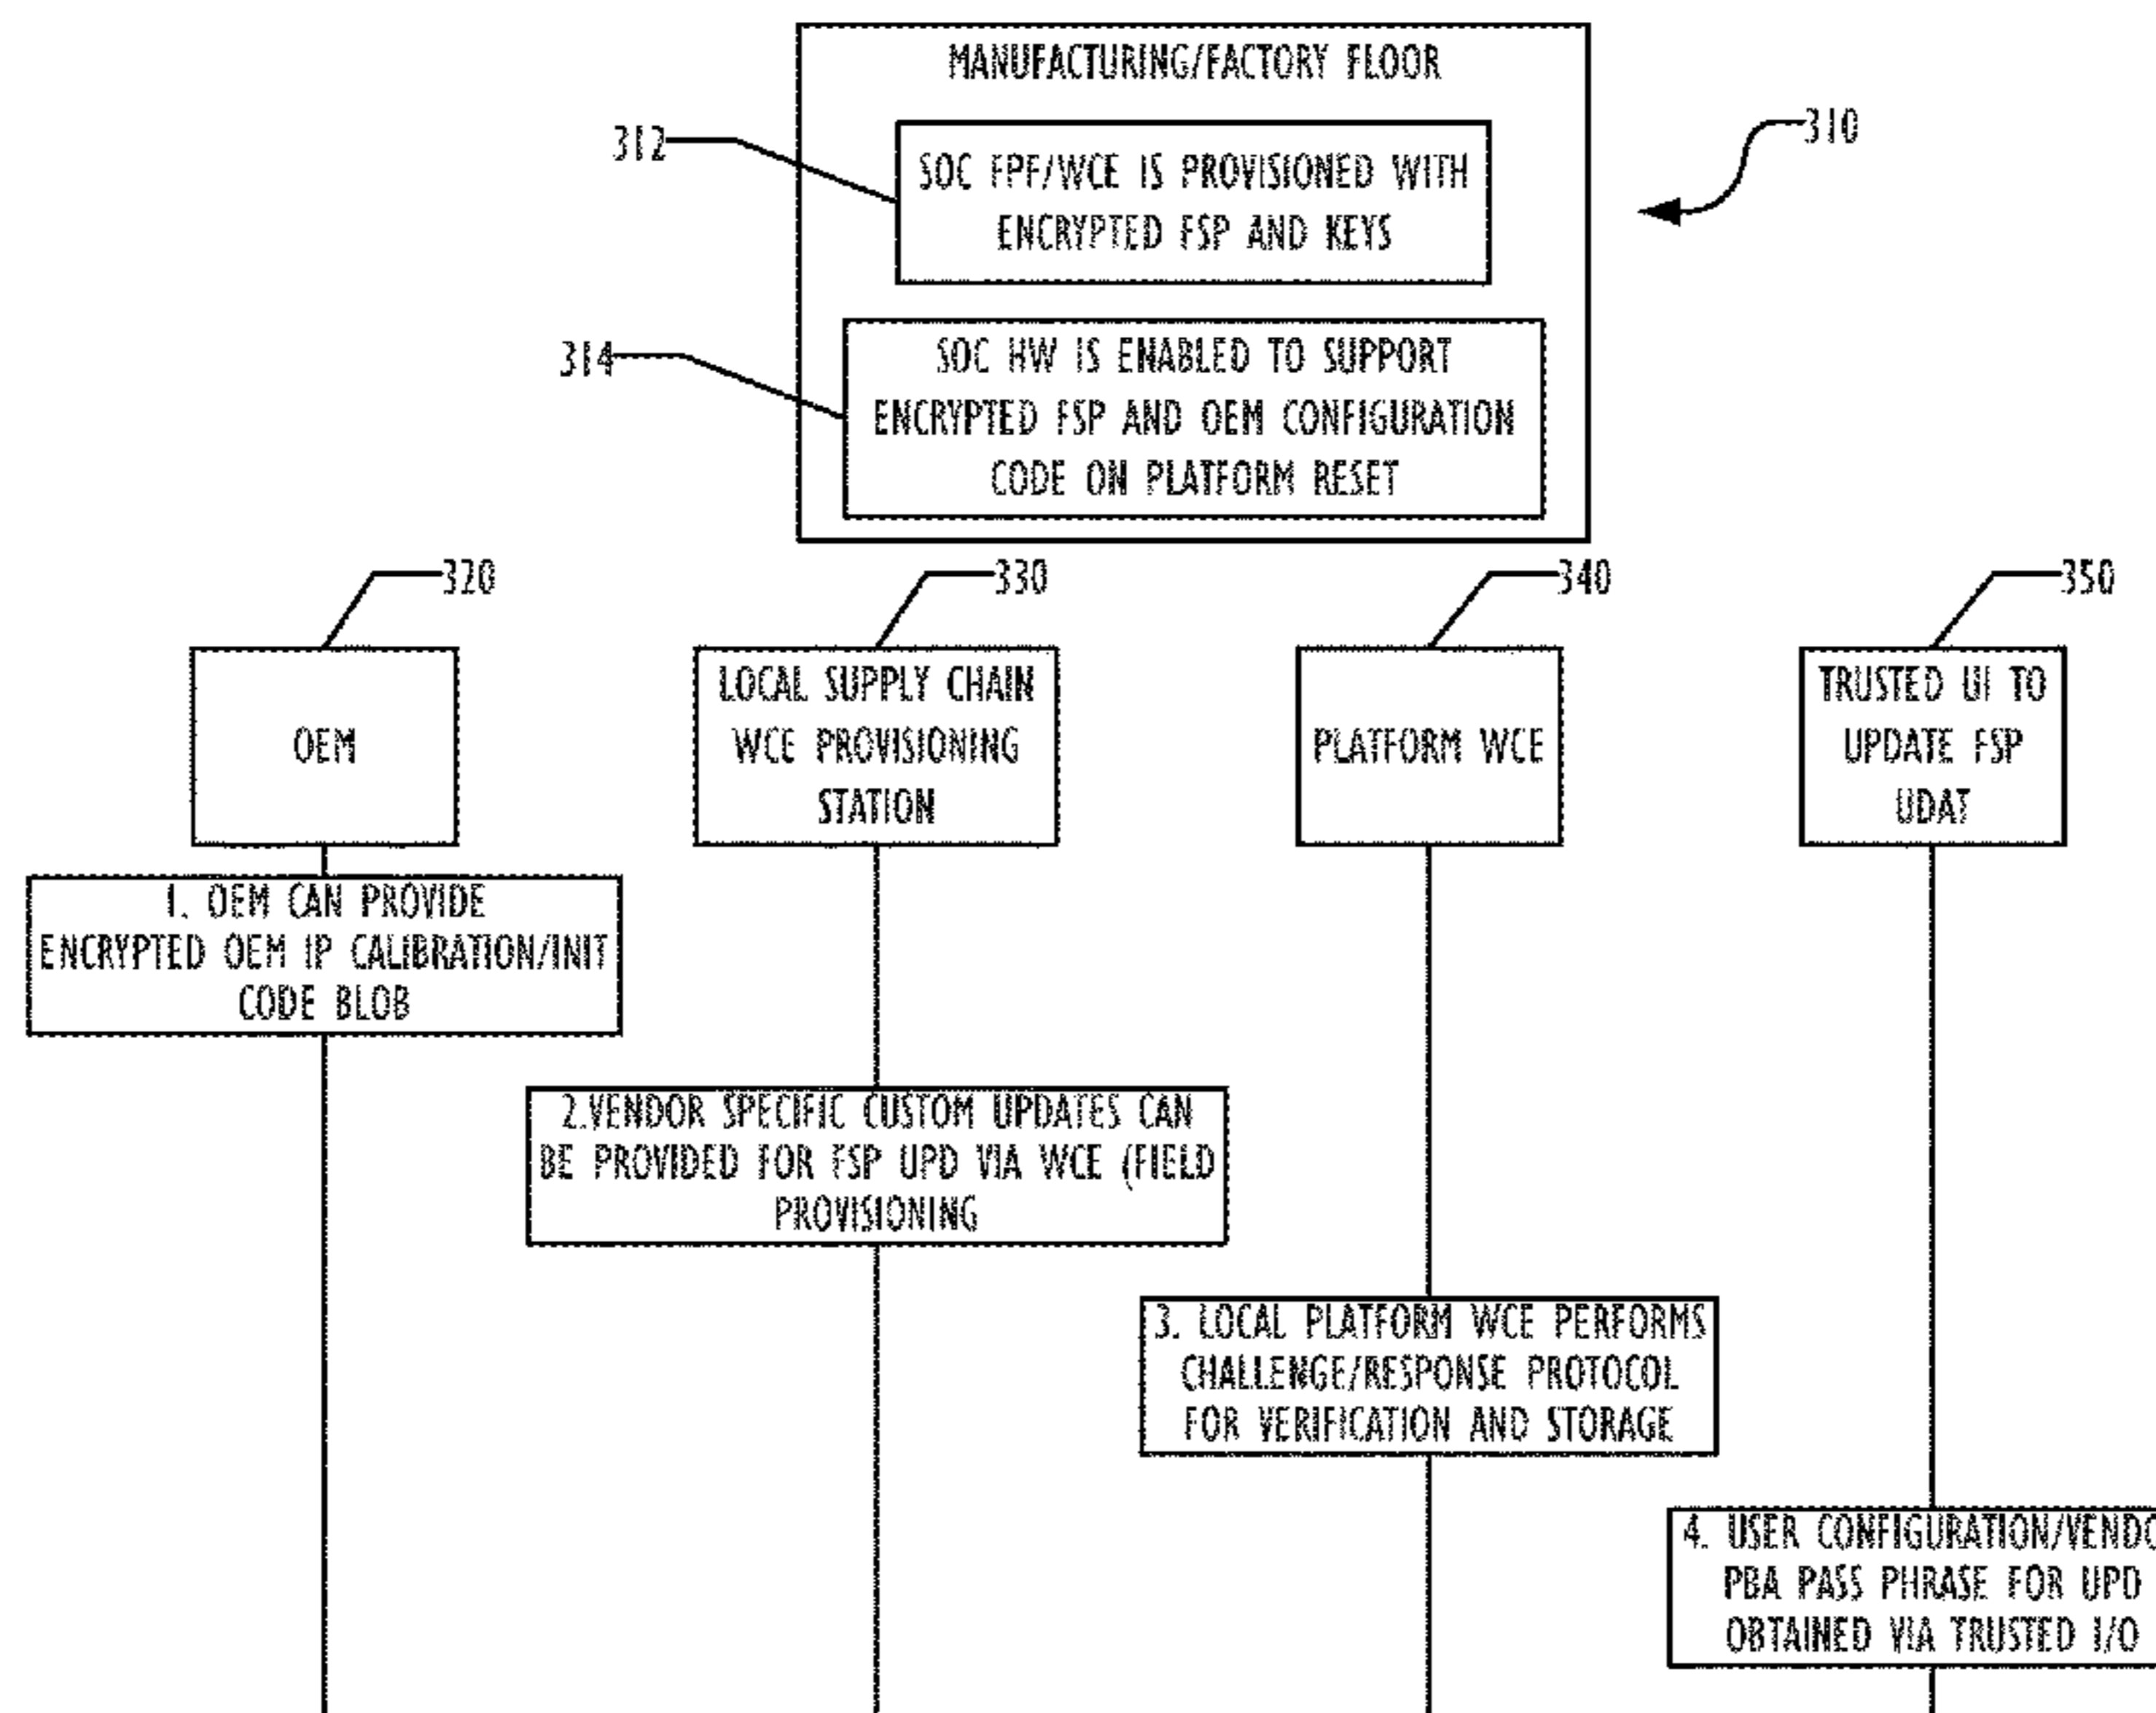 MANUFACTURING/FACTORY FLOOR
310
312
SOC FPF/WCE IS PROVISIONED WITH
ENCRYPTED FSP AND KEYS
314
SOC HW IS ENABLED TO SUPPORT
ENCRYPTED FSP AND OEM CONFIGURATION
CODE ON PLATFORM RESET
320
330
340
350
OEM
LOCAL SUPPLY CHAIN
WCE PROVISIONING
STATION
PLATFORM WCE
TRUSTED UI TO
UPDATE FSP
UDAT
1. OEM CAN PROVIDE
ENCRYPTED OEM IP CALIBRATION/INIT
CODE BLOB
2.VENDOR SPECIFIC CUSTOM UPDATES CAN
BE PROVIDED FOR FSP UPD VIA WCE (FIELD
PROVISIONING
3. LOCAL PLATFORM WCE PERFORMS
CHALLENGE/RESPONSE PROTOCOL
FOR VERIFICATION AND STORAGE
4. USER CONFIGURATION/
PBA PASS PHRASE FOR UPD
OBTAINED VIA TRUSTED I/O